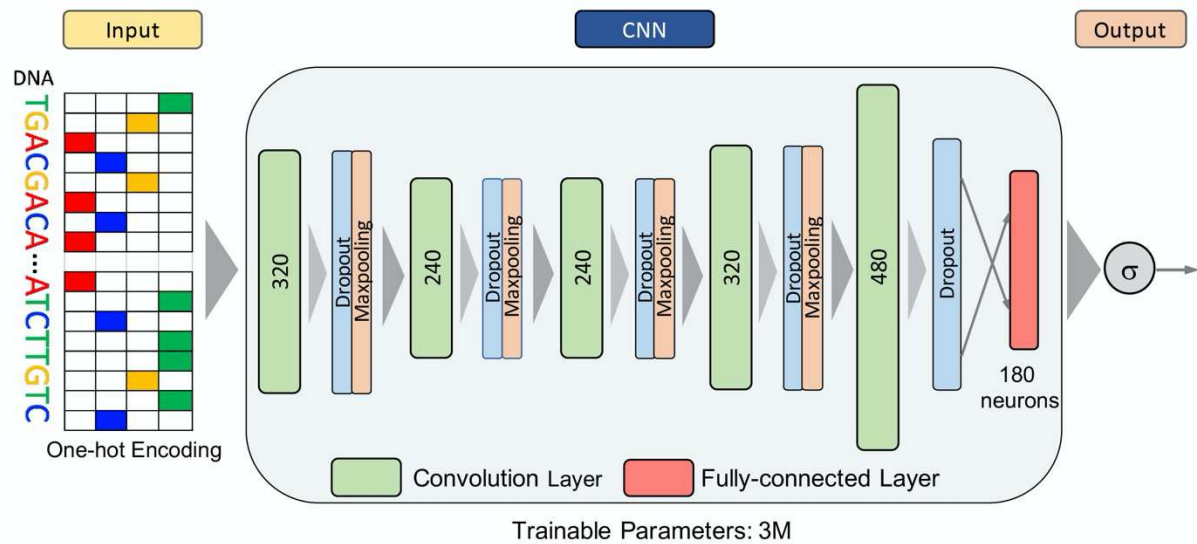 Input
CNN
Output
DNA
TGACGACA...ATCTTGTC
One-hot Encoding
320
Dropout
Maxpooling
240
Dropout
Maxpooling
240
Dropout
Maxpooling
320
Dropout
Maxpooling
480
Dropout
180
neurons
σ
Convolution Layer
Fully-connected Layer
Trainable Parameters: 3M